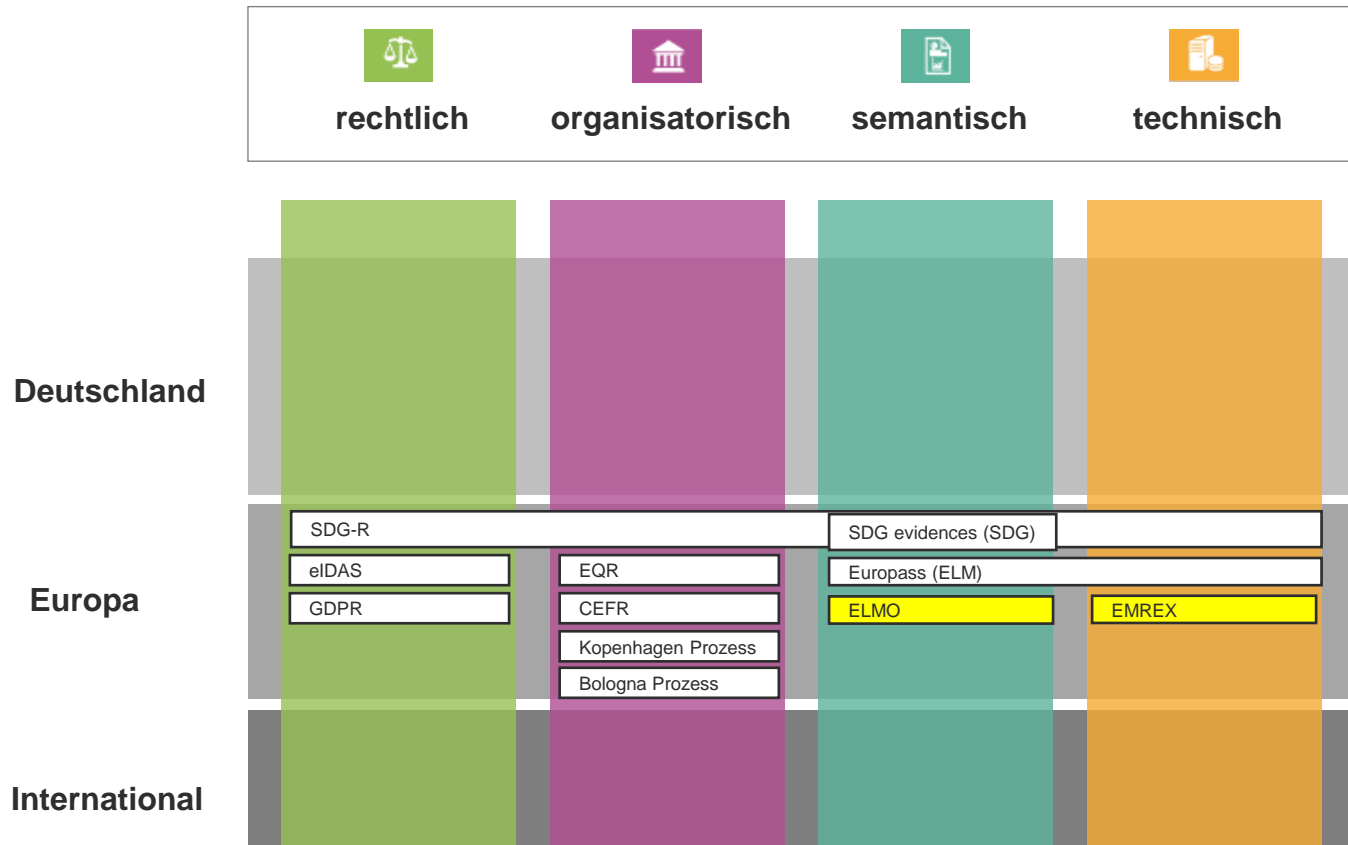 rechtlich
organisatorisch
semantisch
technisch
Deutschland
Europa
SDG-R
SDG evidences (SDG)
eIDAS
EQR
Europass (ELM)
GDPR
CEFR
ELMO
EMREX
Kopenhagen Prozess
Bologna Prozess
International